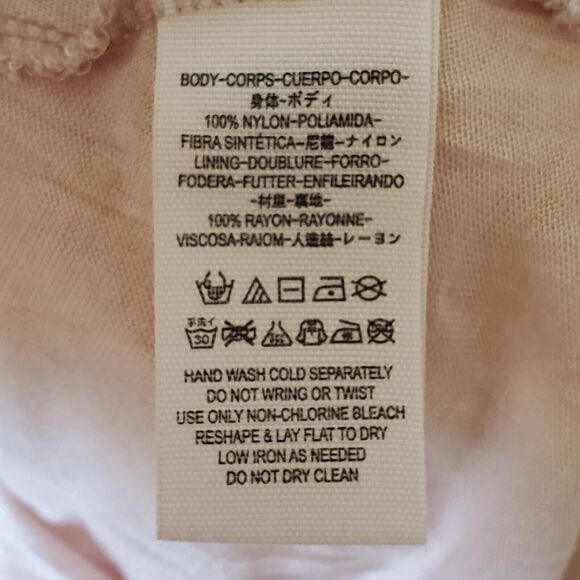 BODY-CORPS-CUERPO-CORPO-
身体-ボディ
100% NYLON-POLIAMIDA-
FIBRA SINTÉTICA-尼龍-ナイロン
LINING-DOUBLURE-FORRO-
FODERA-FUTTER-ENFILEIRANDO
-村里-裏地-
100% RAYON-RAYONNE-
VISCOSA-RAIOM-人造絲-レーヨン
手洗イ
30
HAND WASH COLD SEPARATELY
DO NOT WRING OR TWIST
USE ONLY NON-CHLORINE BLEACH
RESHAPE & LAY FLAT TO DRY
LOW IRON AS NEEDED
DO NOT DRY CLEAN